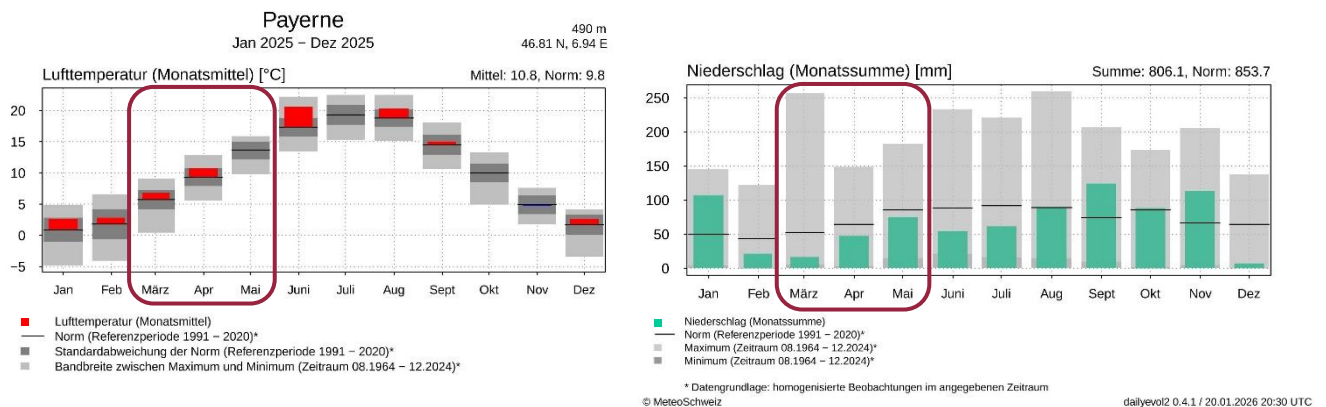 Payerne
Jan 2025 − Dez 2025
490 m
46.81 N, 6.94 E
Lufttemperatur (Monatsmittel) [°C]
Mittel: 10.8, Norm: 9.8
20
15
10
5
0
−5
Jan Feb März Apr Mai Juni Juli Aug Sept Okt Nov Dez
Lufttemperatur (Monatsmittel)
Norm (Referenzperiode 1991 − 2020)*
Standardabweichung der Norm (Referenzperiode 1991 − 2020)*
Bandbreite zwischen Maximum und Minimum (Zeitraum 08.1964 − 12.2024)*
Niederschlag (Monatssumme) [mm]
Summe: 806.1, Norm: 853.7
250
200
150
100
50
0
Jan Feb März Apr Mai Juni Juli Aug Sept Okt Nov Dez
Niederschlag (Monatssumme)
Norm (Referenzperiode 1991 − 2020)*
Maximum (Zeitraum 08.1964 − 12.2024)*
Minimum (Zeitraum 08.1964 − 12.2024)*
* Datengrundlage: homogenisierte Beobachtungen im angegebenen Zeitraum
© MeteoSchweiz
dailyevol2 0.4.1 / 20.01.2026 20:30 UTC